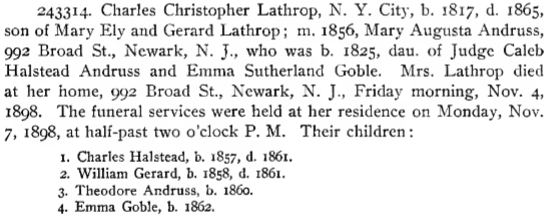 243314. Charles Christopher Lathrop, N. Y. City, b. 1817, d. 1865,
son of Mary Ely and Gerard Lathrop; m. 1856, Mary Augusta Andruss,
992 Broad St., Newark, N. J., who was b. 1825, dau. of Judge Caleb
Halstead Andruss and Emma Sutherland Goble. Mrs. Lathrop died
at her home, 992 Broad St., Newark, N. J., Friday morning, Nov. 4,
1898. The funeral services were held at her residence on Monday, Nov.
7, 1898, at half-past two o'clock P. M. Their children:
1. Charles Halstead, b. 1857, d. 1861.
2. William Gerard, b. 1858, d. 1861.
3. Theodore Andruss, b. 1860.
4. Emma Goble, b. 1862.